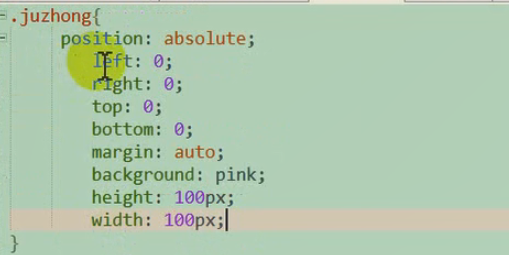 .juzhong{
position: absolute;
left: 0;
right: 0;
top: 0;
bottom: 0;
margin: auto;
background: pink;
height: 100px;
width: 100px;
}